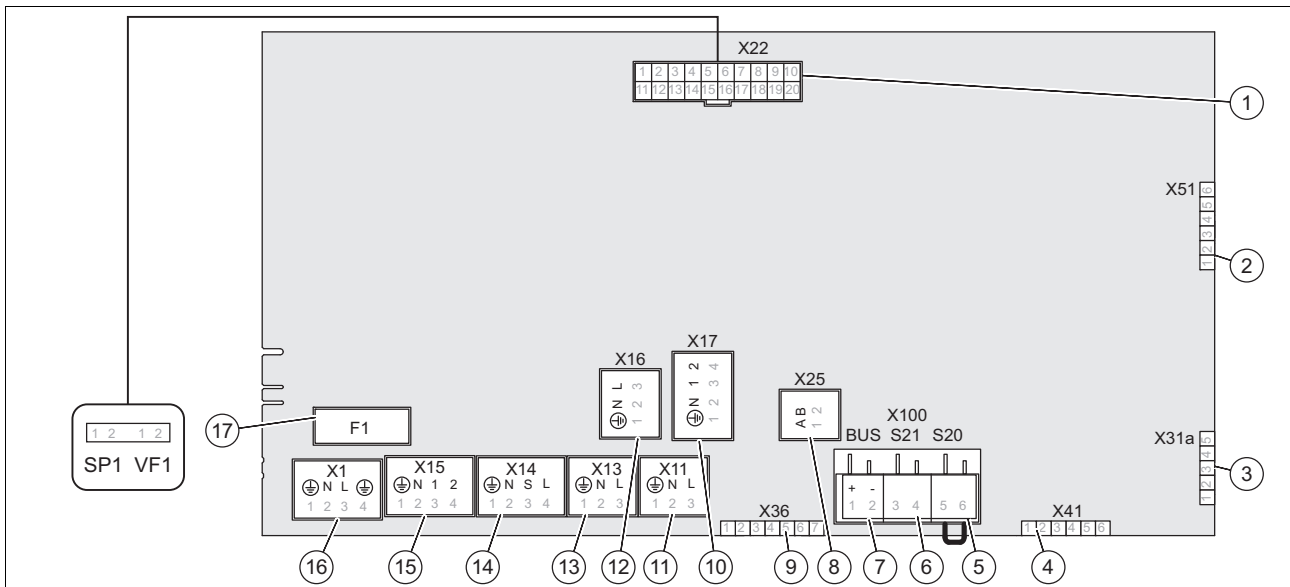 X22
1 2 3 4 5 6 7 8 9 10
11 12 13 14 15 16 17 18 19 20
1
X51
6
5
4
3
2
1
2
X16
N L
1 2 3
X17
N 1 2
1 2 3 4
X25
A B
1 2
X100
BUS S21 S20
+ -
1 2 3 4 5 6
X31a
5
4
3
2
1
3
1 2 1 2
SP1 VF1
17
F1
X1
N L
1 2 3 4
X15
N 1 2
1 2 3 4
X14
N S L
1 2 3 4
X13
N L
1 2 3
X11
N L
1 2 3
X36
1 2 3 4 5 6 7
X41
1 2 3 4 5 6
16 15 14 13 12 11 10 9 8 7 6 5 4